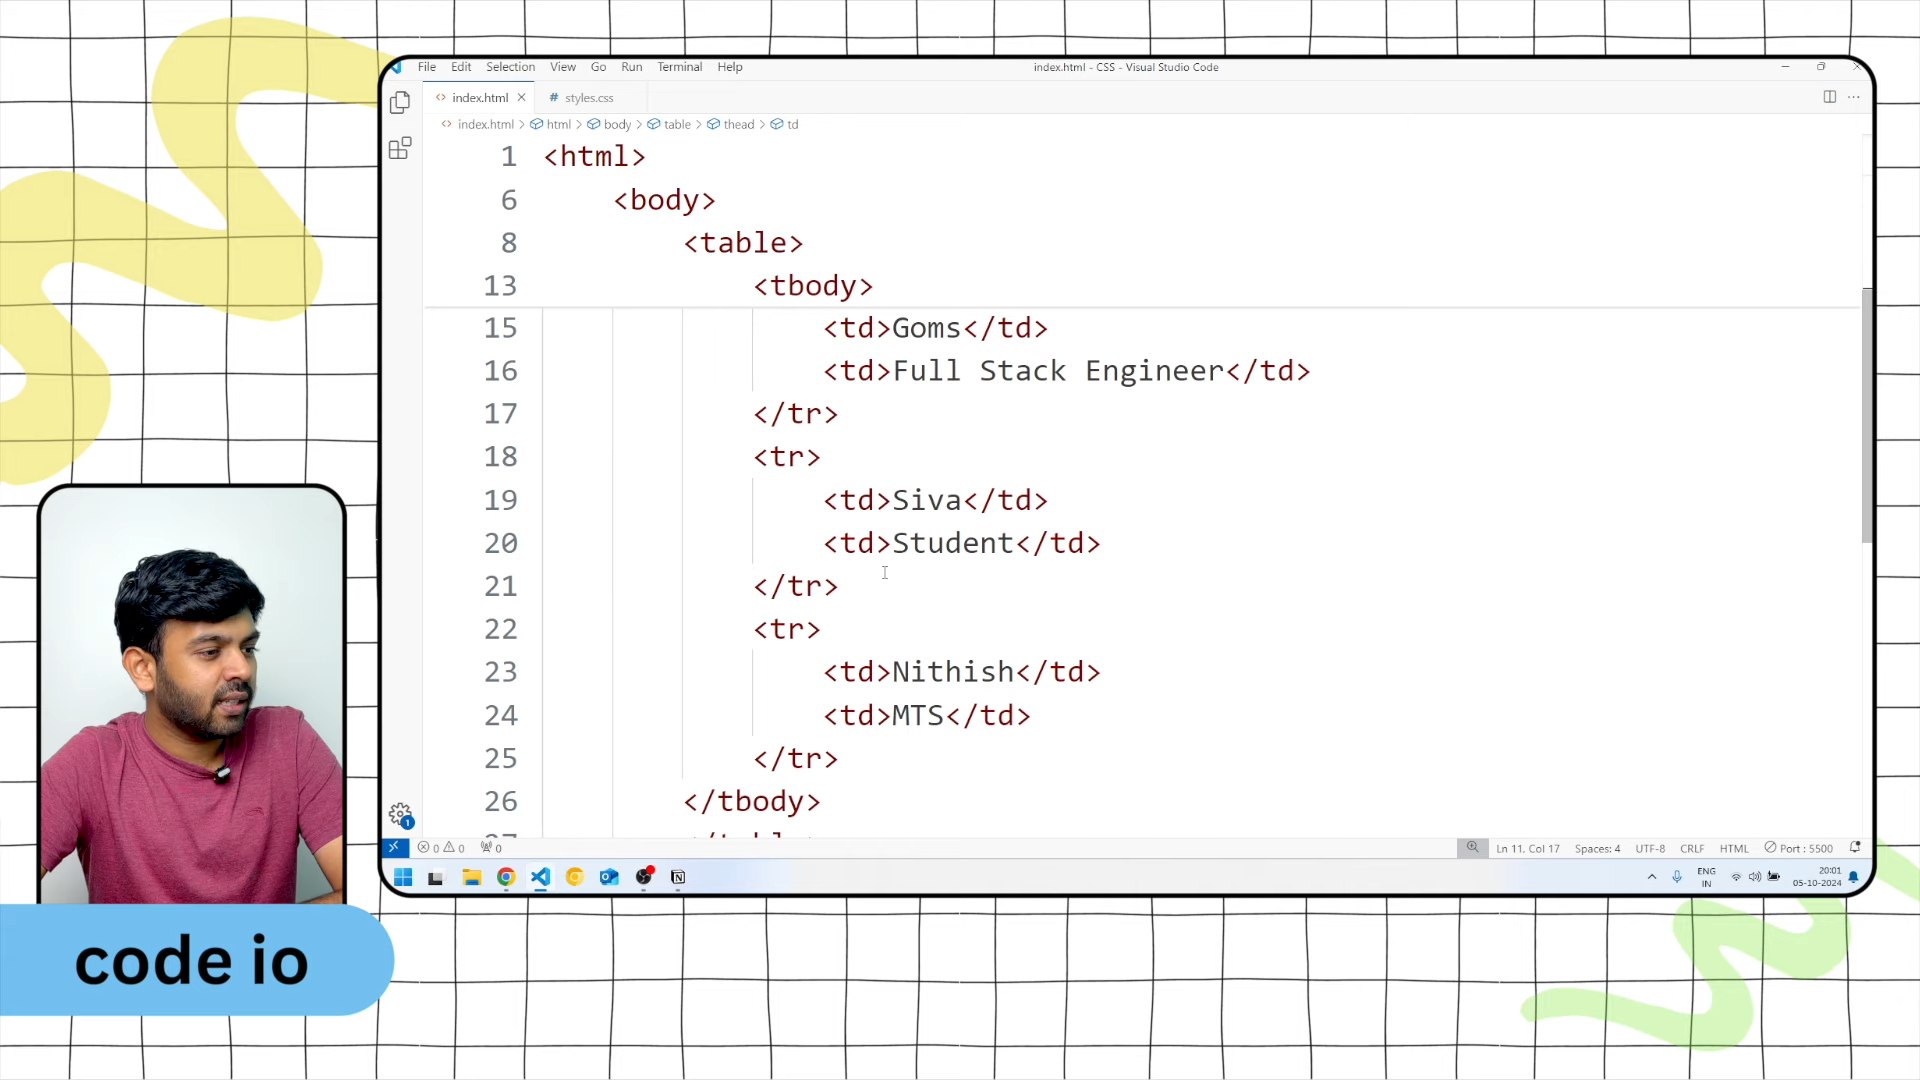 File Edit Selection View Go Run Terminal Help
index.html - CSS - Visual Studio Code
index.html
# styles.css
index.html > html > body > table > thead > td
1 <html>
6 <body>
8 <table>
13 <tbody>
15 <td>Goms</td>
16 <td>Full Stack Engineer</td>
17 </tr>
18 <tr>
19 <td>Siva</td>
20 <td>Student</td>
21 </tr>
22 <tr>
23 <td>Nithish</td>
24 <td>MTS</td>
25 </tr>
26 </tbody>
0 0 0
Ln 11, Col 17 Spaces: 4 UTF-8 CRLF HTML Port : 5500
1
ENG
IN
20:01
05-10-2024
code io